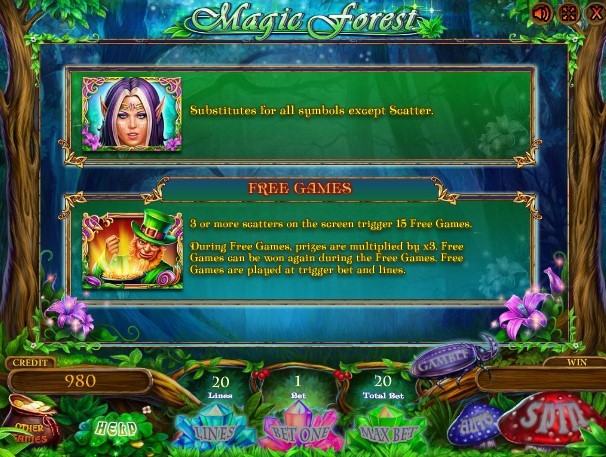 Magic Forest
Substitutes for all symbols except Scatter.
FREE GAMES
3 or more scatters on the screen trigger 15 Free Games.
During Free Games, prizes are multiplied by x3. Free
Games can be won again during the Free Games. Free
Games are played at trigger bet and lines.
CREDIT
980
20
Lines
1
Bet
20
Total Bet
GAMBLE
WIN
OTHER
GAMES
HELP
LINES
BET ONE
MAX BET
AUTO
SPIN